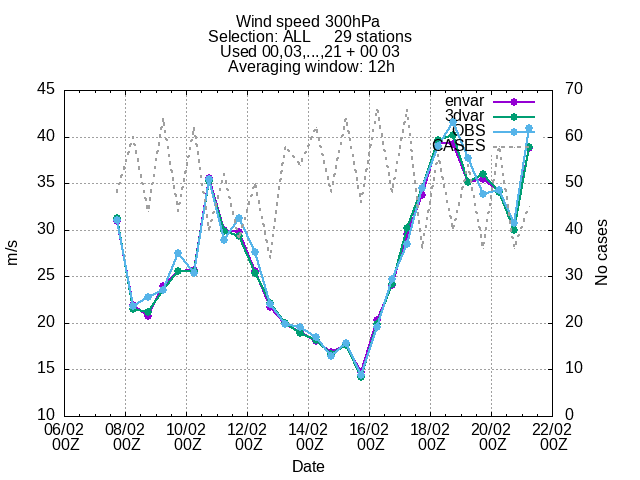 Wind speed 300hPa
Selection: ALL 29 stations
Used 00,03,...,21 + 00 03
Averaging window: 12h
envar
3dvar
OBS
CASES
45
40
35
30
25
20
15
10
70
60
50
40
30
20
10
0
m/s
No cases
06/02 08/02 10/02 12/02 14/02 16/02 18/02 20/02 22/02
00Z 00Z 00Z 00Z 00Z 00Z 00Z 00Z 00Z
Date